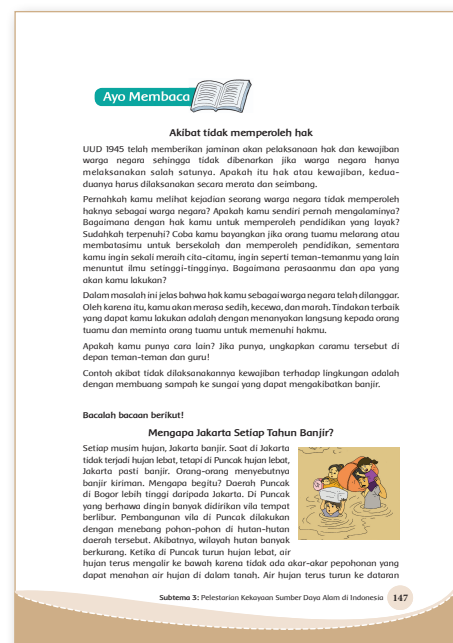 Ayo Membaca
Akibat tidak memperoleh hak
UUD 1945 telah memberikan jaminan akan pelaksanaan hak dan kewajiban
warga negara sehingga tidak dibenarkan jika warga negara hanya
melaksanakan salah satunya. Apakah itu hak atau kewajiban, kedua-
duanya harus dilaksanakan secara merata dan seimbang.
Pernahkah kamu melihat kejadian seorang warga negara tidak memperoleh
haknya sebagai warga negara? Apakah kamu sendiri pernah mengalaminya?
Bagaimana dengan hak kamu untuk memperoleh pendidikan yang layak?
Sudahkah terpenuhi? Coba kamu bayangkan jika orang tuamu melarang atau
membatasimu untuk bersekolah dan memperoleh pendidikan, sementara
kamu ingin sekali meraih cita-citamu, ingin seperti teman-temanmu yang lain
menuntut ilmu setinggi-tingginya. Bagaimana perasaanmu dan apa yang
akan kamu lakukan?
Dalam masalah ini jelas bahwa hak kamu sebagai warga negara telah dilanggar.
Oleh karena itu, kamu akan merasa sedih, kecewa, dan marah. Tindakan terbaik
yang dapat kamu lakukan adalah dengan menanyakan langsung kepada orang
tuamu dan meminta orang tuamu untuk memenuhi hakmu.
Apakah kamu punya cara lain? Jika punya, ungkapkan caramu tersebut di
depan teman-teman dan guru!
Contoh akibat tidak dilaksanakannya kewajiban terhadap lingkungan adalah
dengan membuang sampah ke sungai yang dapat mengakibatkan banjir.
Bacalah bacaan berikut!
Mengapa Jakarta Setiap Tahun Banjir?
Setiap musim hujan, Jakarta banjir. Saat di Jakarta
tidak terjadi hujan lebat, tetapi di Puncak hujan lebat,
Jakarta pasti banjir. Orang-orang menyebutnya
banjir kiriman. Mengapa begitu? Daerah Puncak
di Bogor lebih tinggi daripada Jakarta. Di Puncak
yang berhawa dingin banyak didirikan vila tempat
berlibur. Pembangunan vila di Puncak dilakukan
dengan menebang pohon-pohon di hutan-hutan
daerah tersebut. Akibatnya, wilayah hutan banyak
berkurang. Ketika di Puncak turun hujan lebat, air
hujan terus mengalir ke bawah karena tidak ada akar-akar pepohonan yang
dapat menahan air hujan di dalam tanah. Air hujan terus turun ke dataran
Subtema 3: Pelestarian Kekayaan Sumber Daya Alam di Indonesia 147